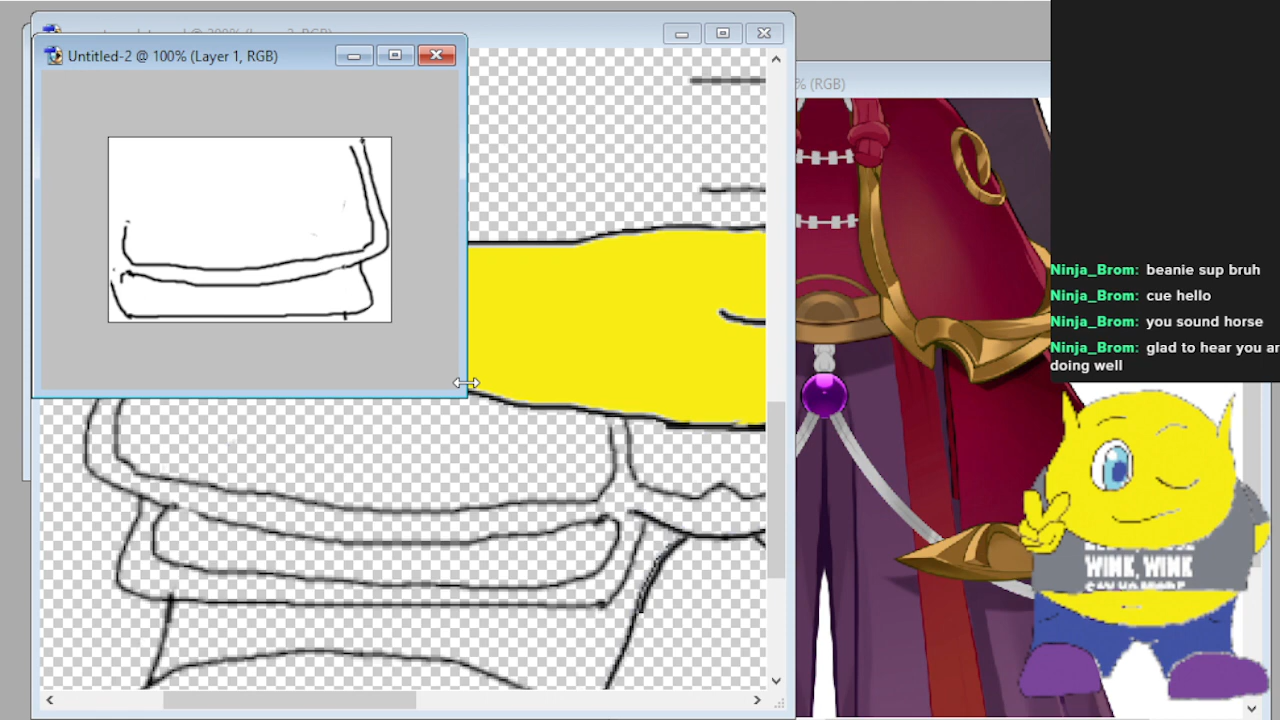 Untitled-2 @ 100% (Layer 1, RGB)
% (RGB)
Ninja_Brom: beanie sup bruh
Ninja_Brom: cue hello
Ninja_Brom: you sound horse
Ninja_Brom: glad to hear you ar
doing well
WINK, WINK